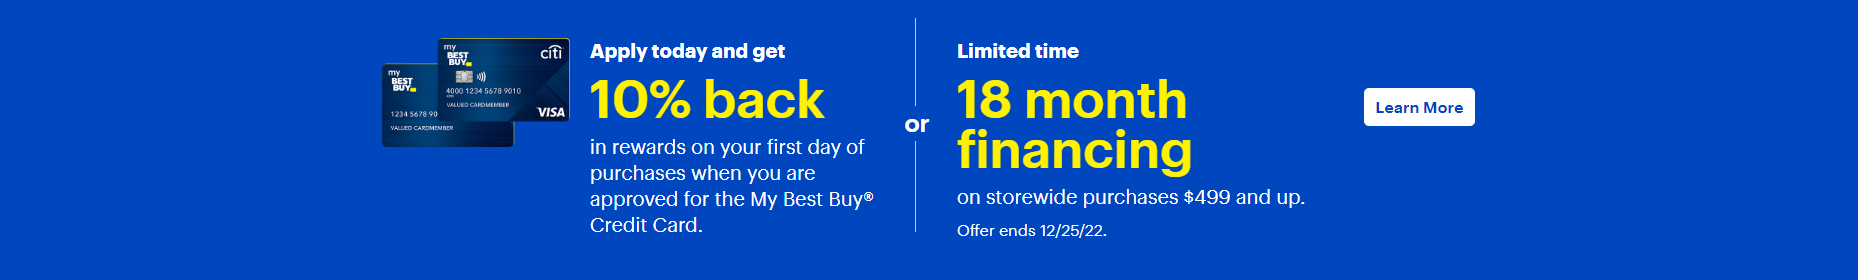 my
BEST
BUY
citi
4000 1234 5678 9010
VALUED CARDMEMBER
VISA
my
BEST
BUY
1234 5678 90
VALUED CARDMEMBER
Apply today and get
10% back
in rewards on your first day of
purchases when you are
approved for the My Best Buy®
Credit Card.
or
Limited time
18 month
financing
on storewide purchases $499 and up.
Offer ends 12/25/22.
Learn More